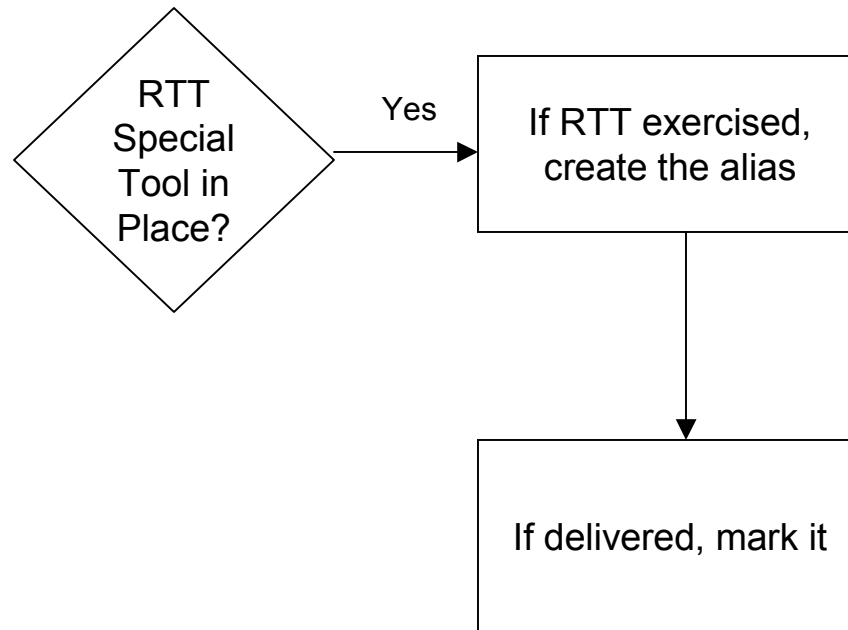 RTT
Special
Tool in
Place?
Yes
If RTT exercised,
create the alias
If delivered, mark it